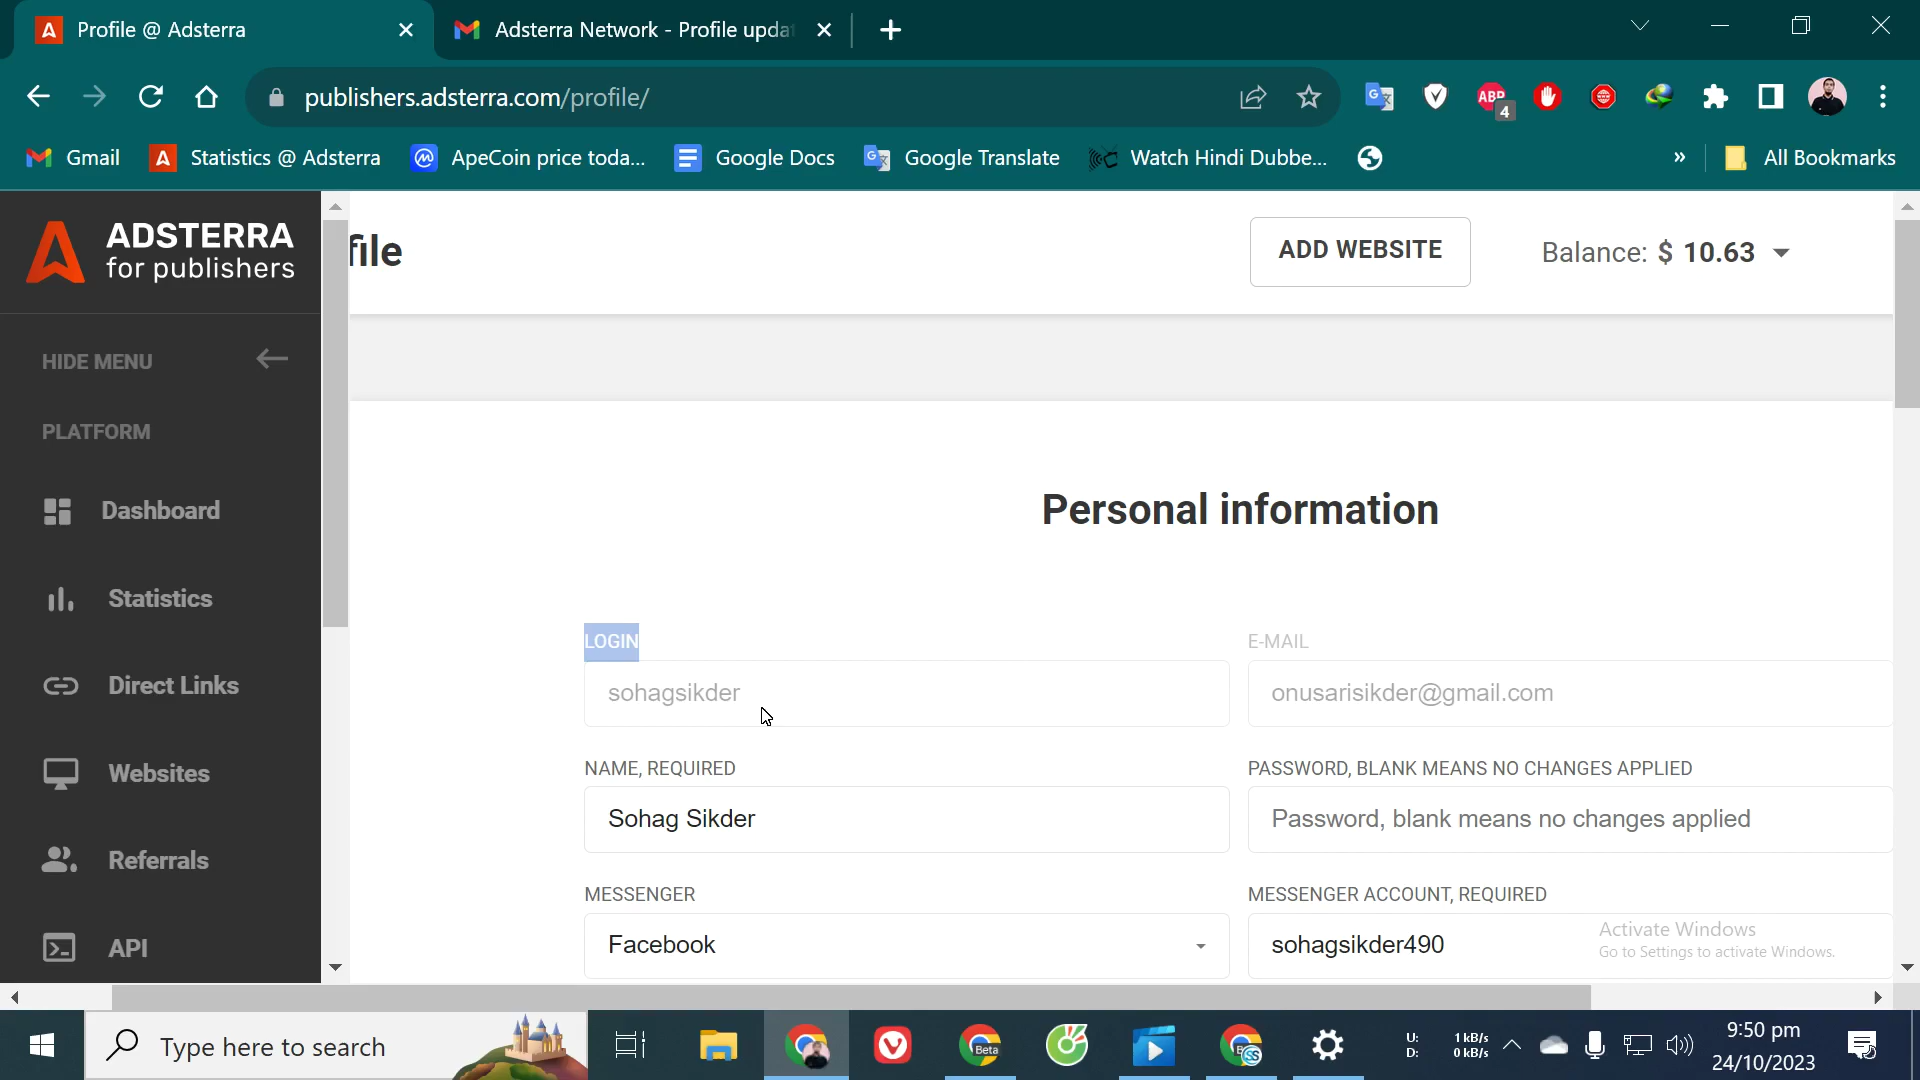 Profile @ Adsterra
Adsterra Network - Profile upda
publishers.adsterra.com/profile/
ABP
4
Gmail
Statistics @ Adsterra
ApeCoin price toda...
Google Docs
Google Translate
Watch Hindi Dubbe...
»
All Bookmarks
ADSTERRA
for publishers
file
ADD WEBSITE
Balance: $ 10.63
HIDE MENU
PLATFORM
Dashboard
Statistics
Direct Links
Websites
Referrals
API
Personal information
LOGIN
E-MAIL
sohagsikder
onusarisikder@gmail.com
NAME, REQUIRED
PASSWORD, BLANK MEANS NO CHANGES APPLIED
Sohag Sikder
Password, blank means no changes applied
MESSENGER
MESSENGER ACCOUNT, REQUIRED
Facebook
sohagsikder490
Activate Windows
Go to Settings to activate Windows.
Type here to search
Beta
U: 1 kB/s
D: 0 kB/s
9:50 pm
24/10/2023